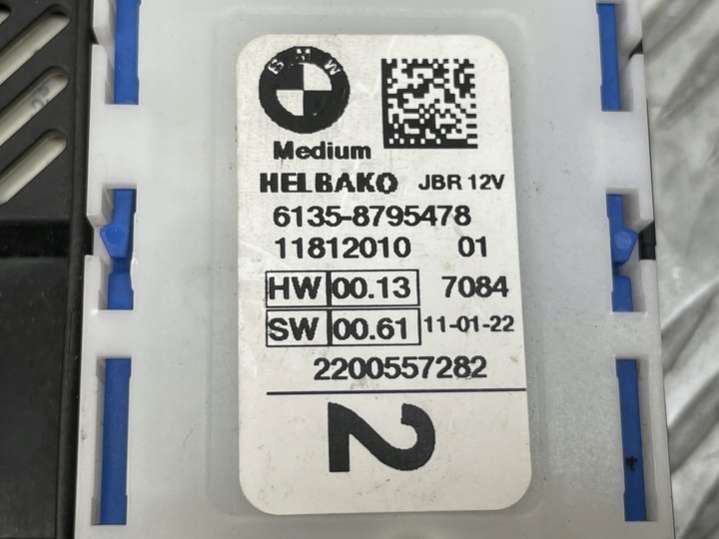 BMW
Medium
HELBAKO JBR 12V
6135-8795478
11812010 01
HW 00.13 7084
SW 00.61 11-01-22
2200557282
2